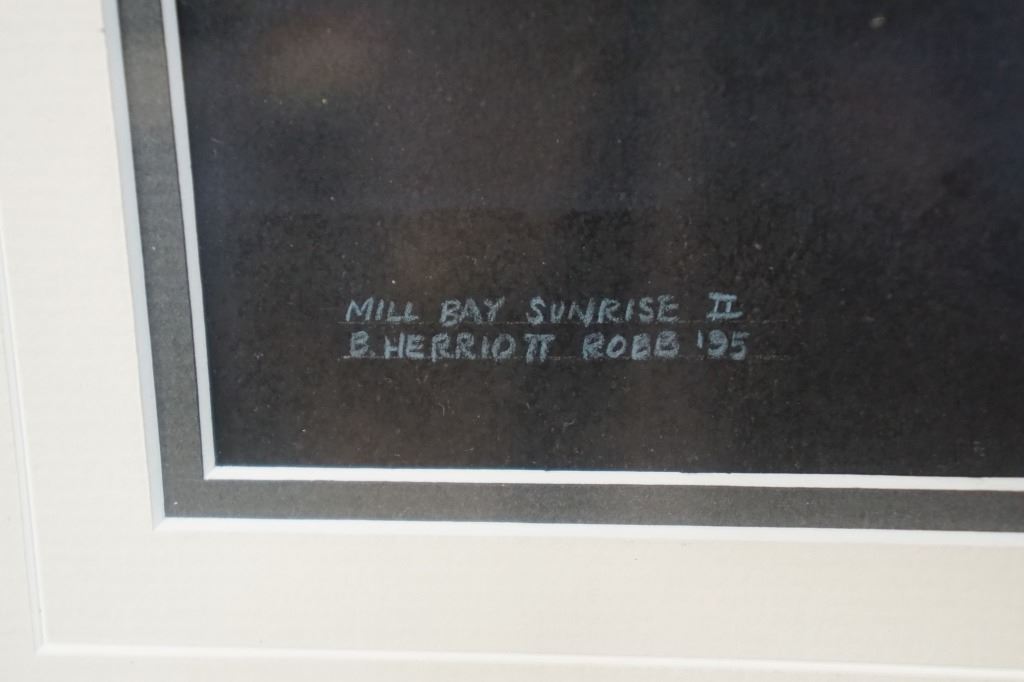 MILL BAY SUNRISE II
B. HERRIOTT ROBB '95